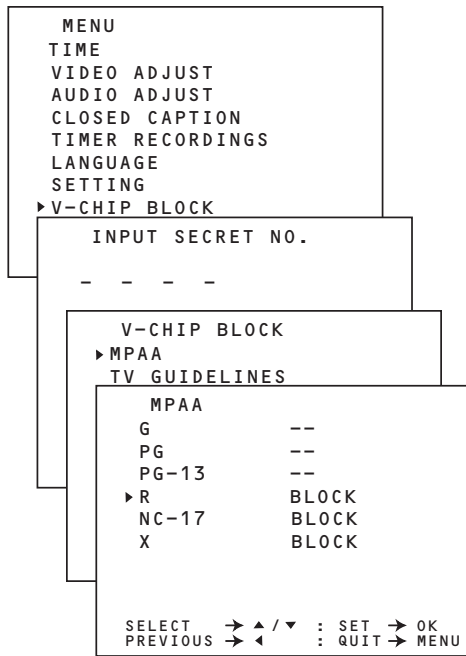 MENU
TIME
VIDEO ADJUST
AUDIO ADJUST
CLOSED CAPTION
TIMER RECORDINGS
LANGUAGE
SETTING
▶V-CHIP BLOCK
INPUT SECRET NO.
– – – –
V-CHIP BLOCK
▶MPAA
TV GUIDELINES
MPAA
G --
PG --
PG-13 --
▶R BLOCK
NC-17 BLOCK
X BLOCK
SELECT → ▲/▼ : SET → OK
PREVIOUS → ◀ : QUIT → MENU